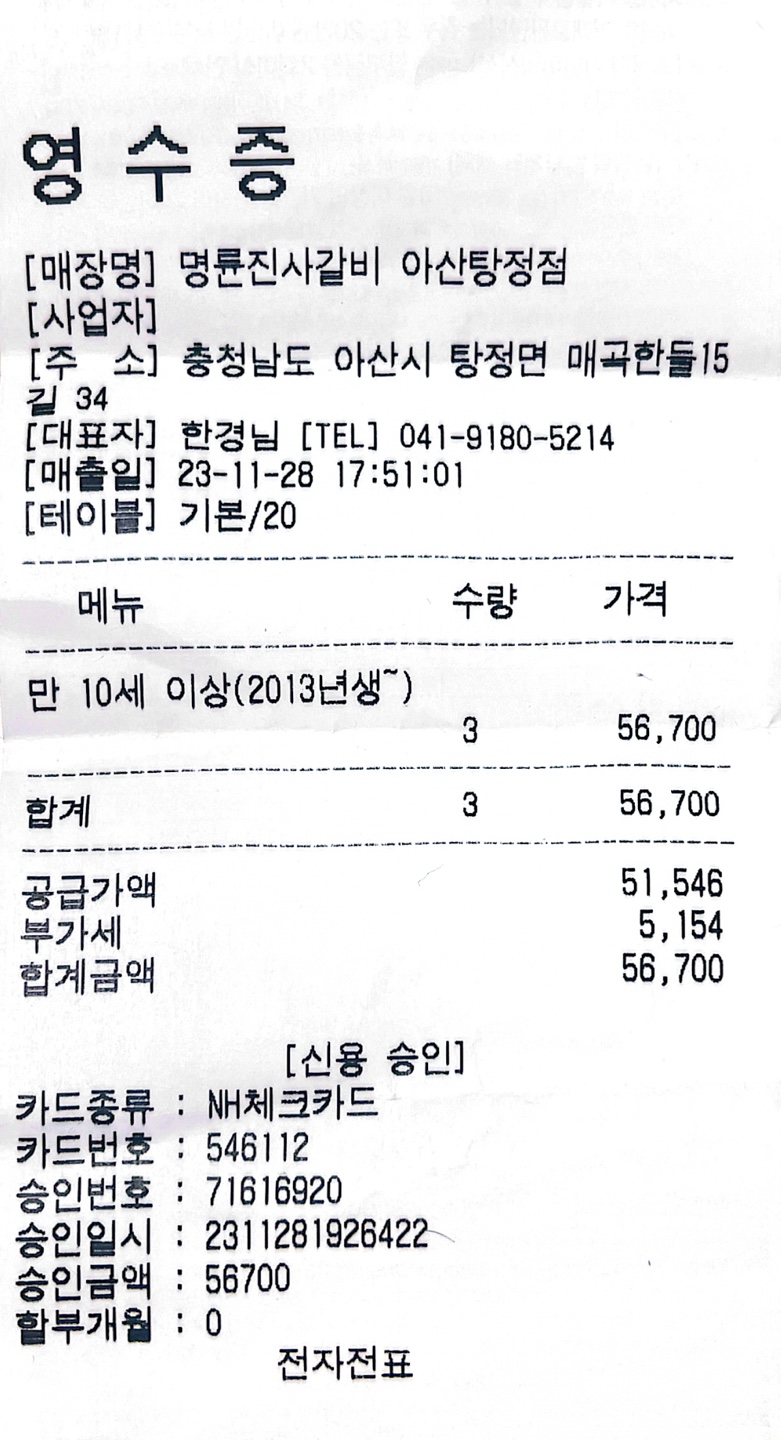 영 수 증
[매장명] 명륜진사갈비 아산탕정점
[사업자]
[주 소] 충청남도 아산시 탕정면 매곡한들15
길 34
[대표자] 한경님 [TEL] 041-9180-5214
[매출일] 23-11-28 17:51:01
[테이블] 기본/20
메뉴 수량 가격
만 10세 이상(2013년생~)
3 56,700
합계 3 56,700
공급가액 51,546
부가세 5,154
합계금액 56,700
[신용 승인]
카드종류 : NH체크카드
카드번호 : 546112
승인번호 : 71616920
승인일시 : 2311281926422
승인금액 : 56700
할부개월 : 0
전자전표